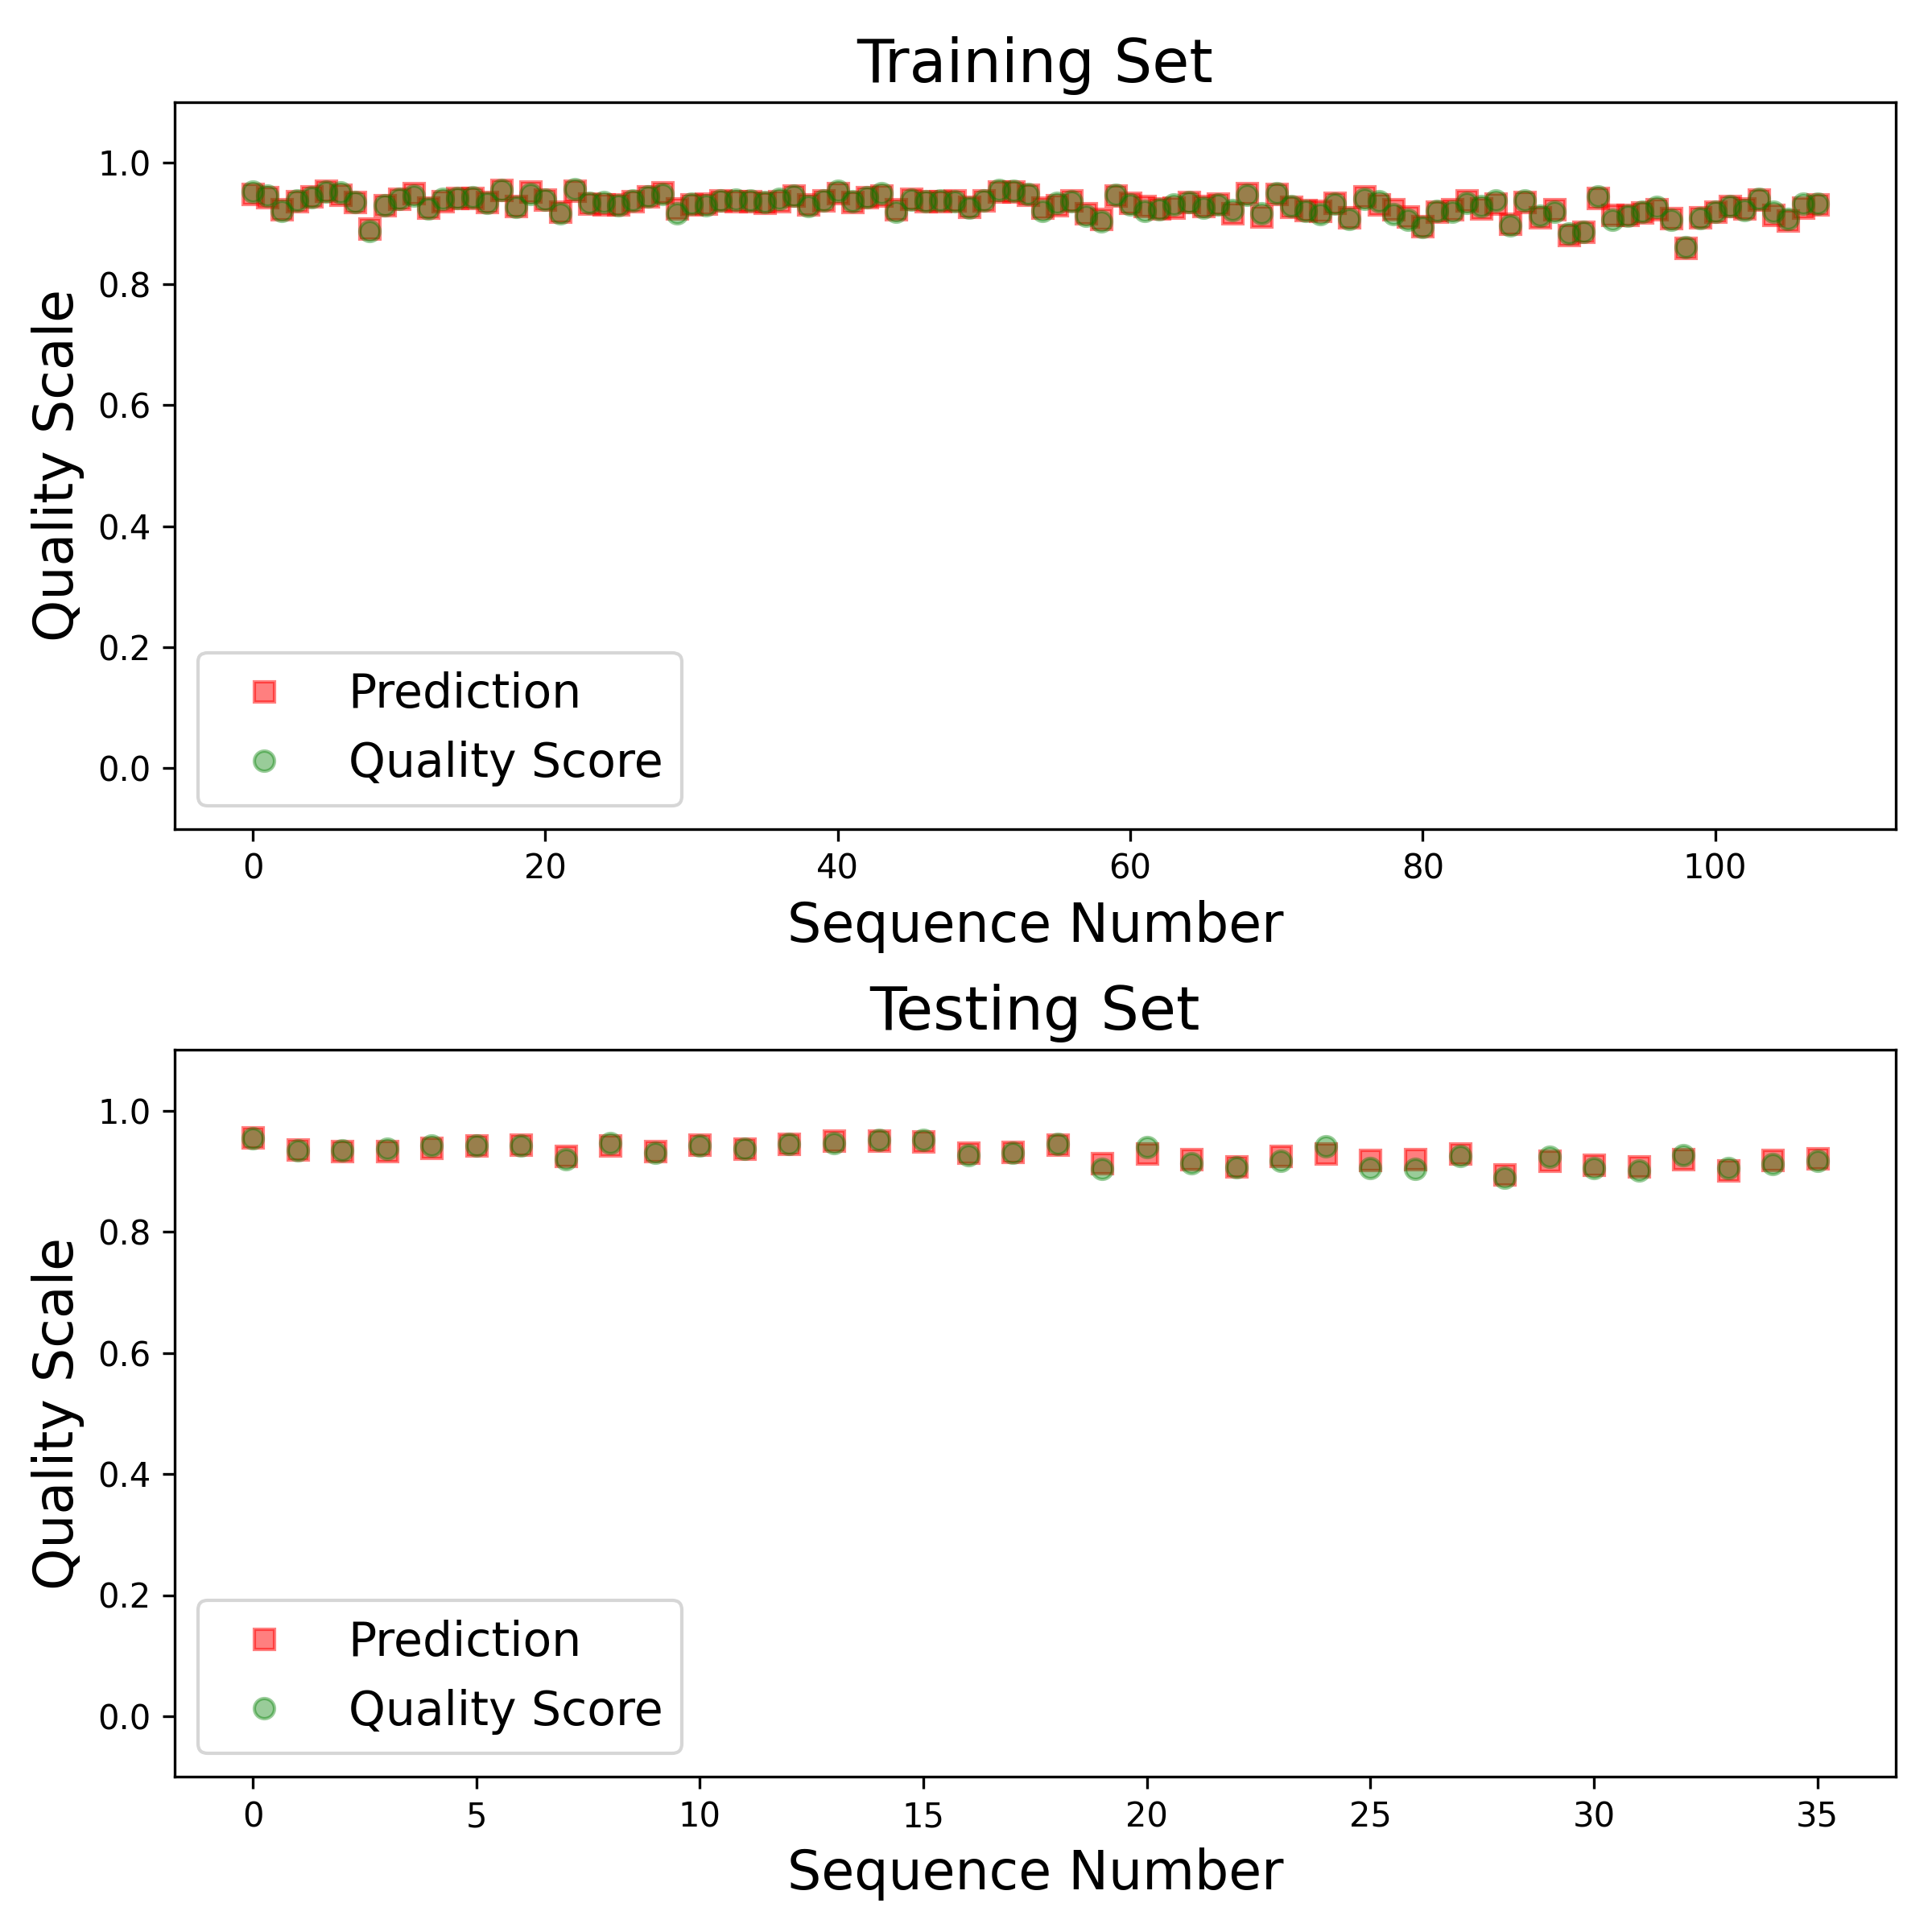 Training Set
Quality Scale
1.0
0.8
0.6
0.4
0.2
0.0
Prediction
Quality Score
0 20 40 60 80 100
Sequence Number
Testing Set
Quality Scale
1.0
0.8
0.6
0.4
0.2
0.0
Prediction
Quality Score
0 5 10 15 20 25 30 35
Sequence Number